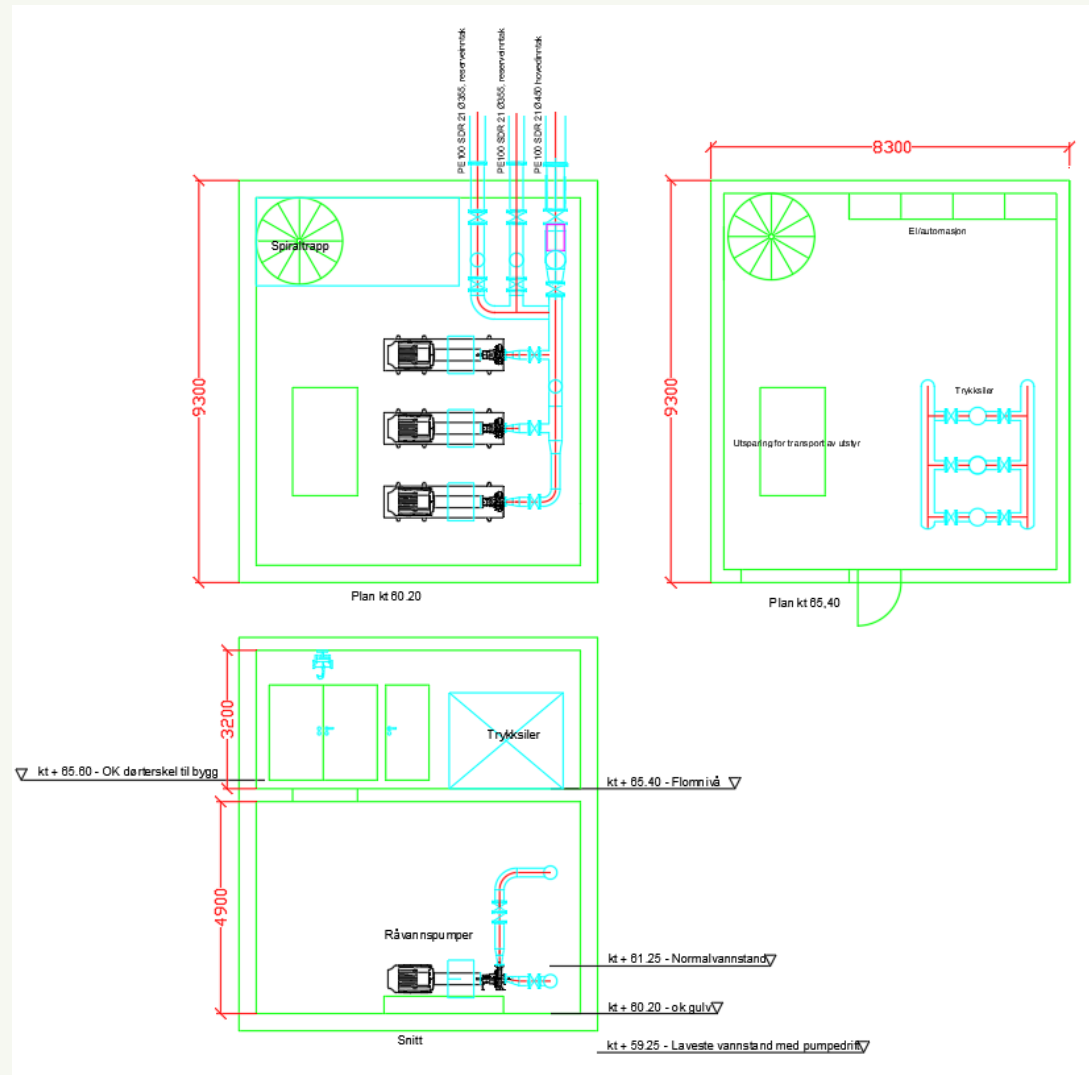 PE100 SDR 21 Ø355, reserveinntak
PE100 SDR 21 Ø355, reserveinntak
PE100 SDR 21 Ø450 hovedinntak
8300
9300
Spiraltrapp
Plan kt 60.20
9300
El/automasjon
Trykksiler
Utsparing for transport av utstyr
Plan kt 65,40
3200
Trykksiler
kt + 65.60 - OK dørterskel til bygg
kt + 65.40 - Flomnivå
4900
Råvannspumper
kt + 61.25 - Normalvannstand
kt + 60.20 - ok gulv
Snitt
kt + 59.25 - Laveste vannstand med pumpedrift